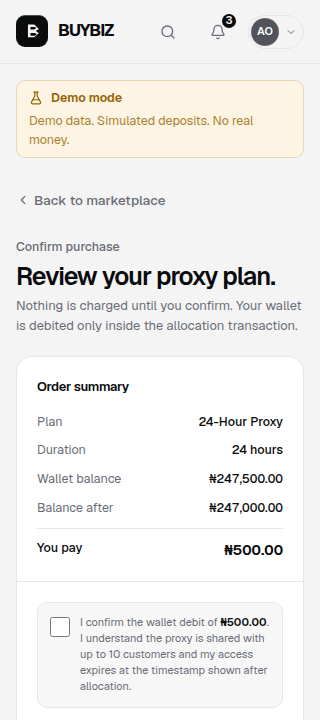 B BUYBIZ 3 AO
Demo mode
Demo data. Simulated deposits. No real
money.
Back to marketplace
Confirm purchase
Review your proxy plan.
Nothing is charged until you confirm. Your wallet
is debited only inside the allocation transaction.
Order summary
Plan 24-Hour Proxy
Duration 24 hours
Wallet balance ₦247,500.00
Balance after ₦247,000.00
You pay ₦500.00
I confirm the wallet debit of ₦500.00.
I understand the proxy is shared with
up to 10 customers and my access
expires at the timestamp shown after
allocation.